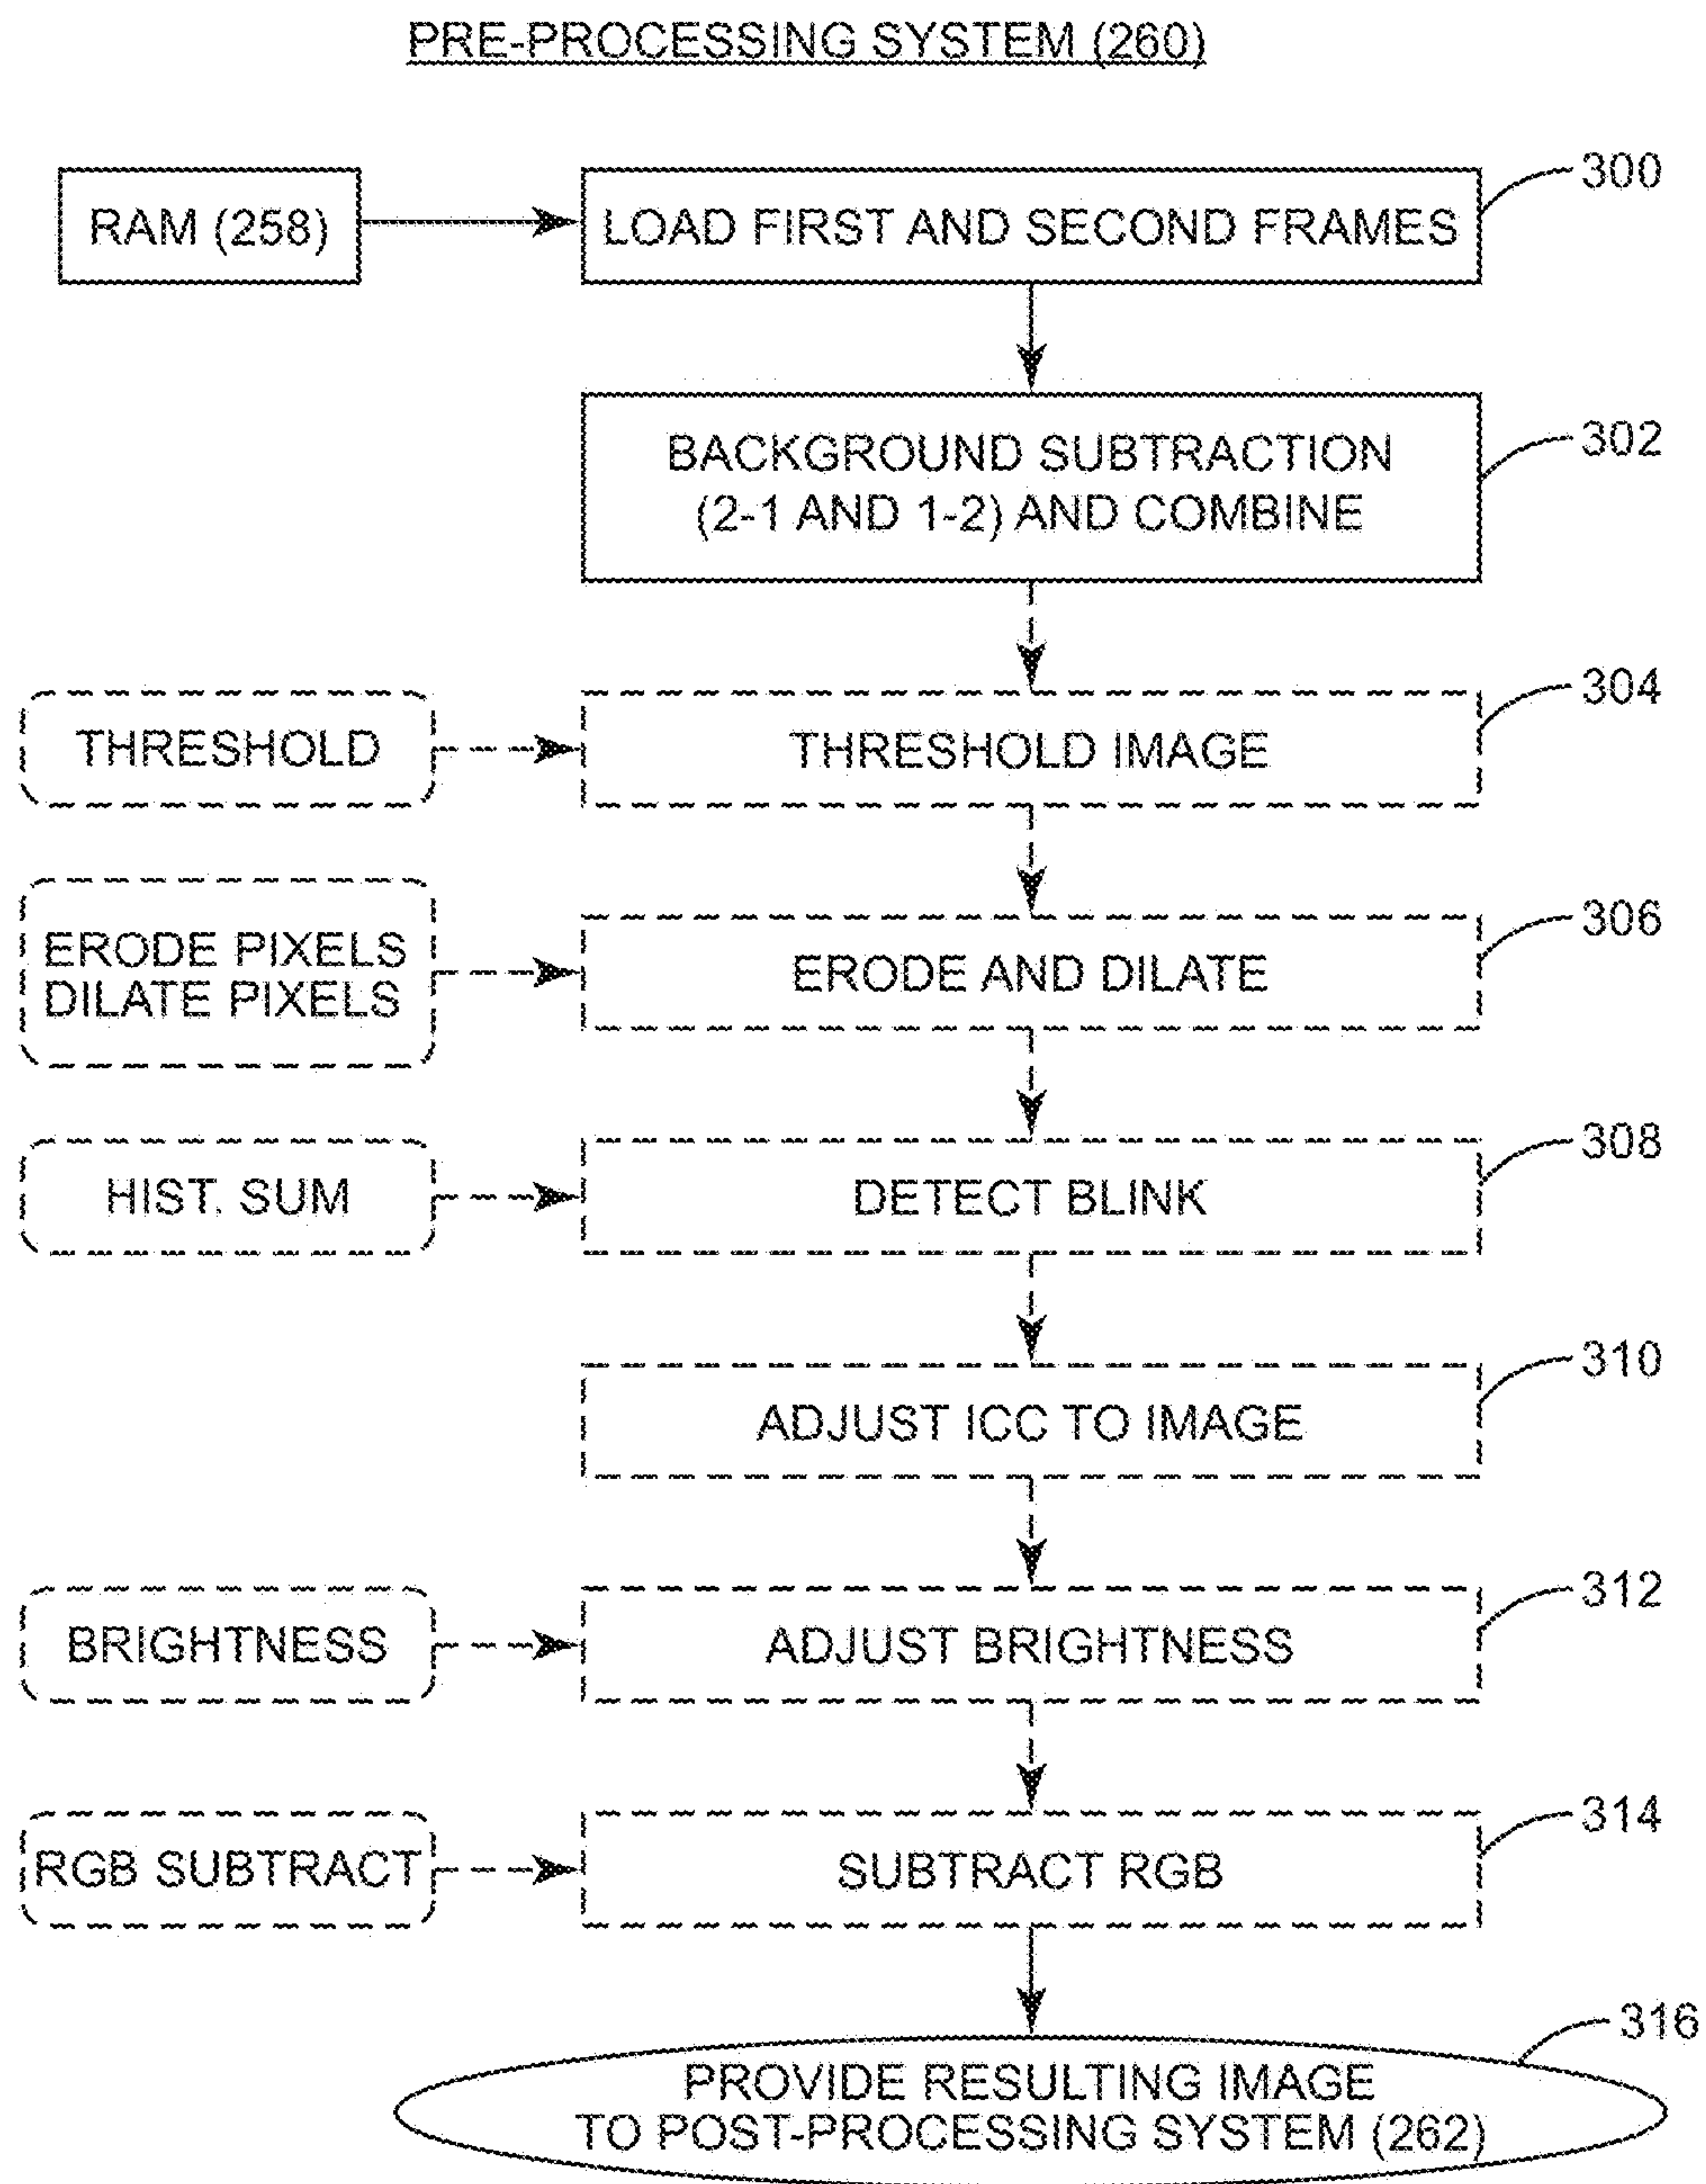 PRE-PROCESSING SYSTEM (260)
300
RAM (258)
LOAD FIRST AND SECOND FRAMES
302
BACKGROUND SUBTRACTION
(2-1 AND 1-2) AND COMBINE
304
THRESHOLD
THRESHOLD IMAGE
306
ERODE PIXELS
DILATE PIXELS
ERODE AND DILATE
308
HIST. SUM
DETECT BLINK
310
ADJUST ICC TO IMAGE
312
BRIGHTNESS
ADJUST BRIGHTNESS
314
RGB SUBTRACT
SUBTRACT RGB
316
PROVIDE RESULTING IMAGE
TO POST-PROCESSING SYSTEM (262)